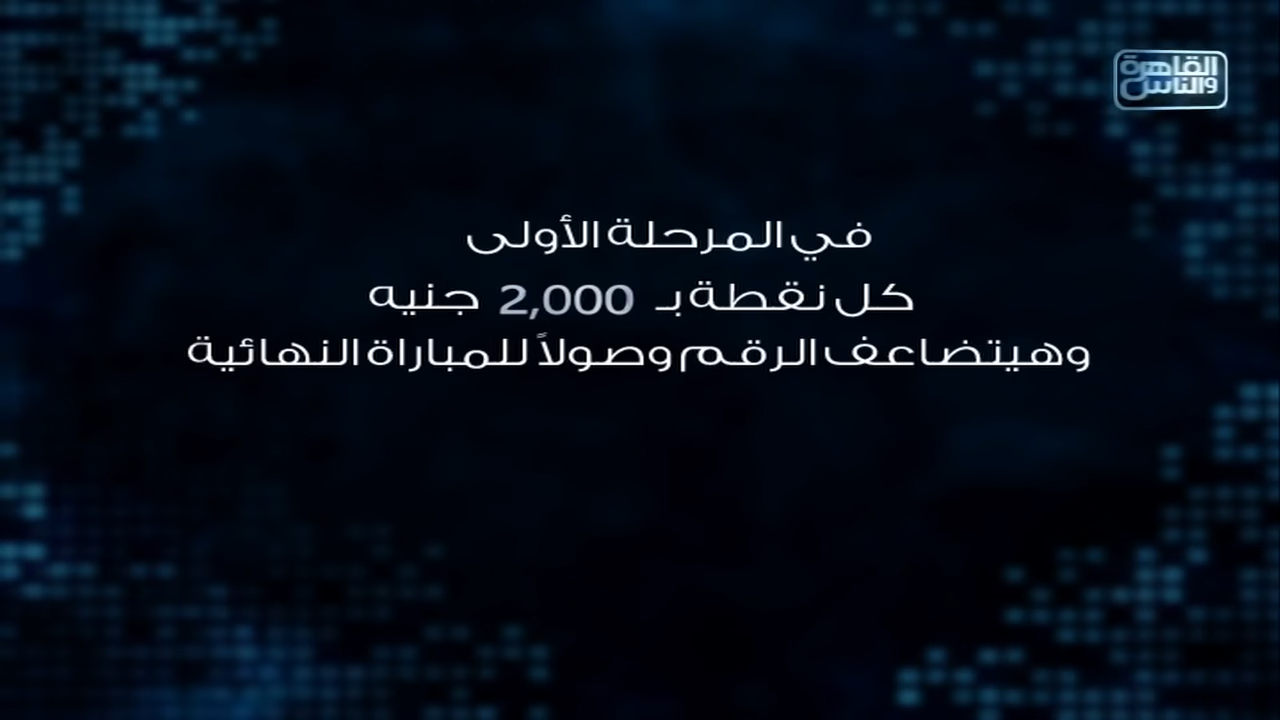 القاهرة
والناس
في المرحلة الأولى
كل نقطة بـ 2,000 جنيه
وهيتضاعف الرقم وصولاً للمباراة النهائية